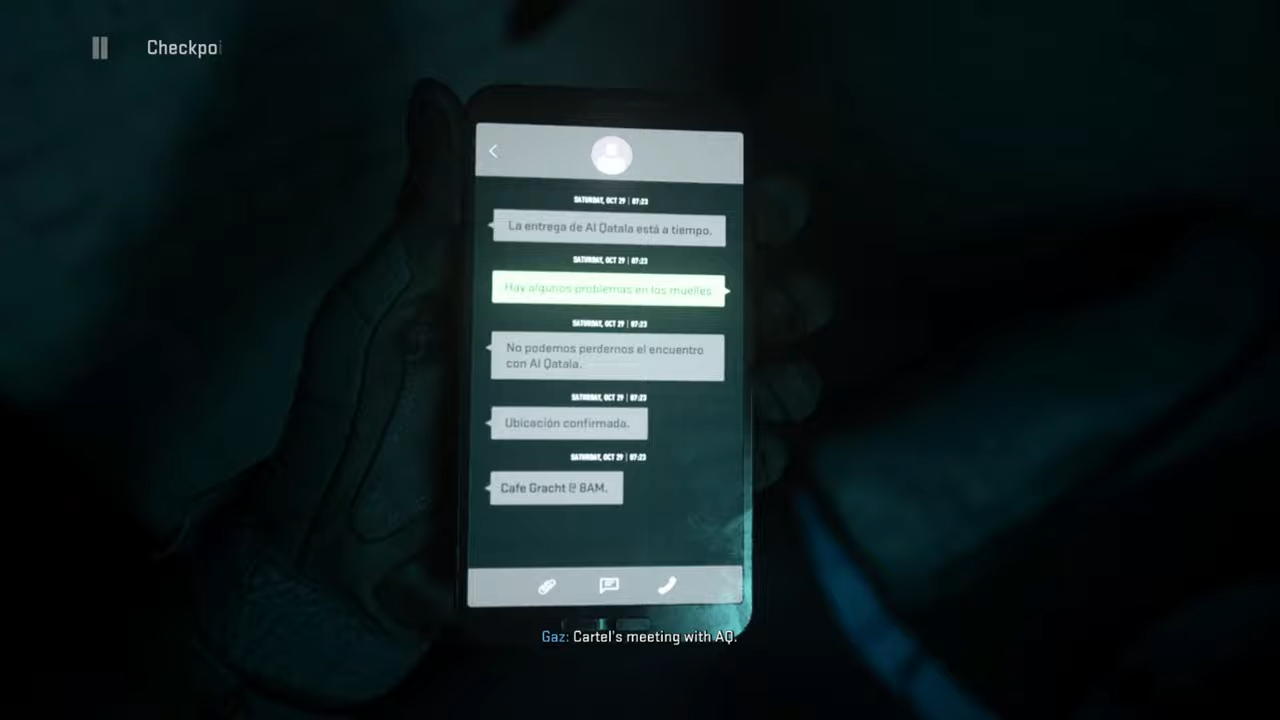 Checkpoi
SATURDAY, OCT 29 | 07:23
La entrega de Al Qatala está a tiempo.
SATURDAY, OCT 29 | 07:23
Hay algunos problemas en los muelles
SATURDAY, OCT 29 | 07:23
No podemos perdernos el encuentro
con Al Qatala.
SATURDAY, OCT 29 | 07:23
Ubicación confirmada.
SATURDAY, OCT 29 | 07:23
Cafe Gracht @ 8AM.
Gaz: Cartel's meeting with AQ.